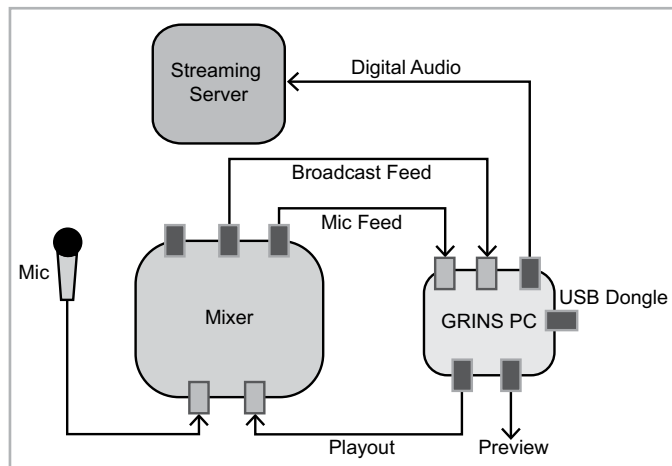 Streaming
Server
Digital Audio
Broadcast Feed
Mic Feed
Mic
Mixer
USB Dongle
GRINS PC
Playout
Preview